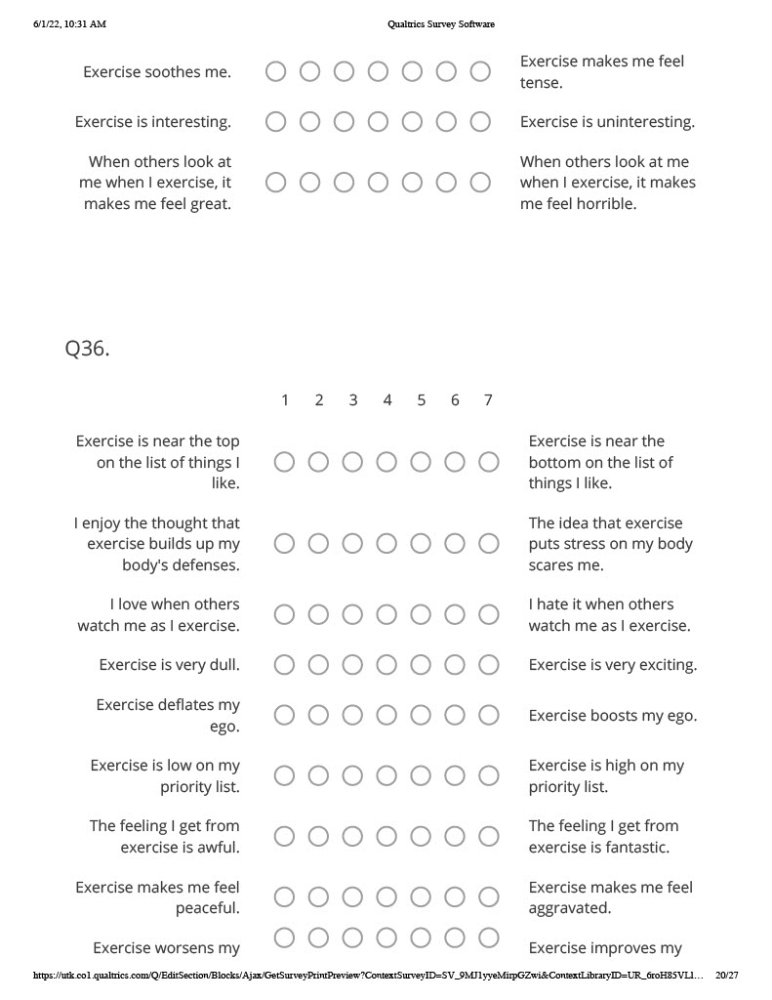 6/1/22, 10:31 AM
Qualtrics Survey Software
Exercise soothes me.
Exercise makes me feel
tense.
Exercise is interesting.
Exercise is uninteresting.
When others look at
me when I exercise, it
makes me feel great.
When others look at me
when I exercise, it makes
me feel horrible.
Q36.
1 2 3 4 5 6 7
Exercise is near the top
on the list of things I
like.
Exercise is near the
bottom on the list of
things I like.
I enjoy the thought that
exercise builds up my
body's defenses.
The idea that exercise
puts stress on my body
scares me.
I love when others
watch me as I exercise.
I hate it when others
watch me as I exercise.
Exercise is very dull.
Exercise is very exciting.
Exercise deflates my
ego.
Exercise boosts my ego.
Exercise is low on my
priority list.
Exercise is high on my
priority list.
The feeling I get from
exercise is awful.
The feeling I get from
exercise is fantastic.
Exercise makes me feel
peaceful.
Exercise makes me feel
aggravated.
Exercise worsens my
Exercise improves my
https://utk.co1.qualtrics.com/Q/EditSection/Blocks/Ajax/GetSurveyPrintPreview?ContextSurveyID=SV_9MJ1yyeMirpGZwi&ContextLibraryID=UR_6roH85VL1…
20/27